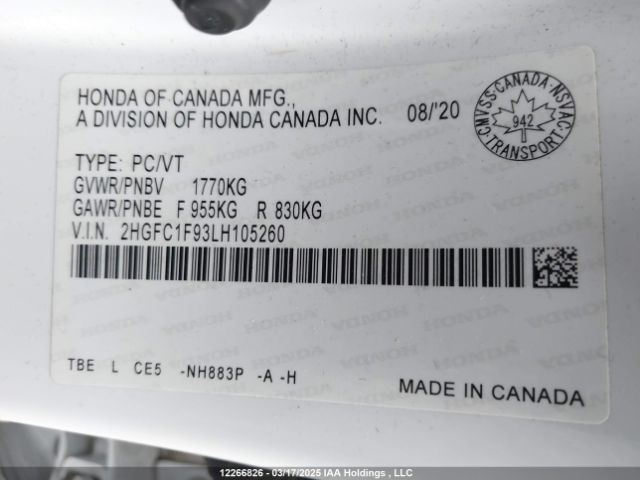 HONDA OF CANADA MFG.,
A DIVISION OF HONDA CANADA INC. 08/'20
CMVSS·CANADA·NSVAC
942
TRANSPORT
TYPE: PC/VT
GVWR/PNBV 1770KG
GAWR/PNBE F 955KG R 830KG
V.I.N. 2HGFC1F93LH105260
TBE L CE5 -NH883P -A -H
MADE IN CANADA
12266826 - 03/17/2025 IAA Holdings , LLC